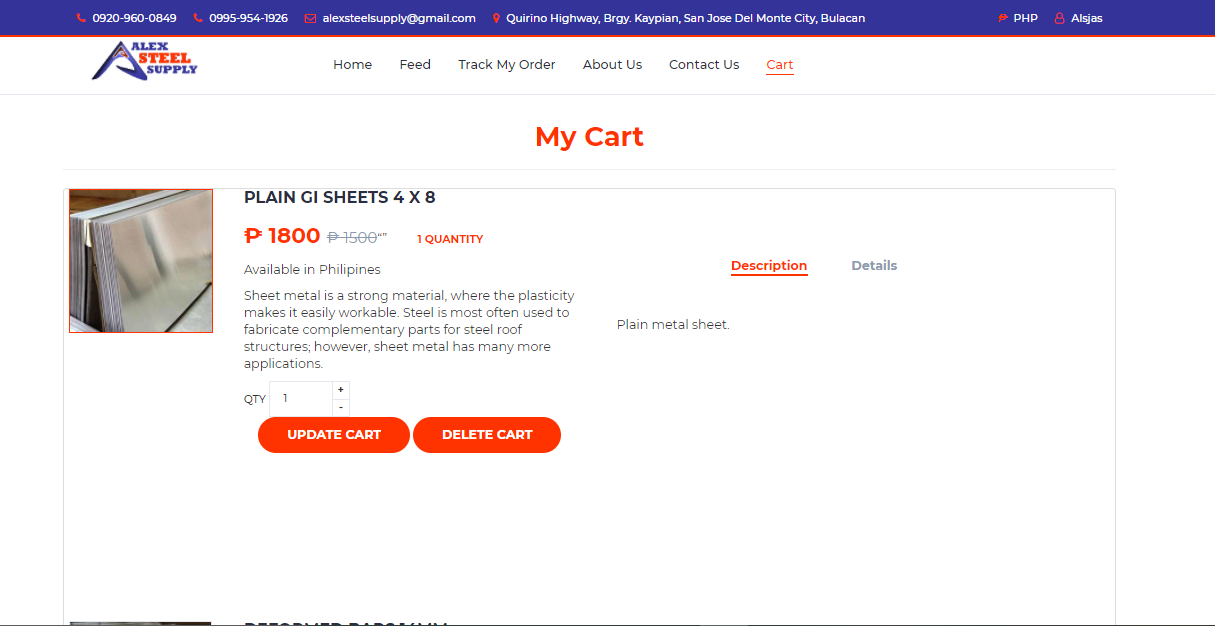 0920-960-0849 0995-954-1926 alexsteelsupply@gmail.com Quirino Highway, Brgy. Kaypian, San Jose Del Monte City, Bulacan ₱ PHP Alsjas
ALEX
STEEL
SUPPLY
Home Feed Track My Order About Us Contact Us Cart
My Cart
PLAIN GI SHEETS 4 X 8
₱ 1800 ₱ 1500“” 1 QUANTITY
Available in Philipines
Sheet metal is a strong material, where the plasticity
makes it easily workable. Steel is most often used to
fabricate complementary parts for steel roof
structures; however, sheet metal has many more
applications.
QTY 1 + -
UPDATE CART DELETE CART
Description Details
Plain metal sheet.